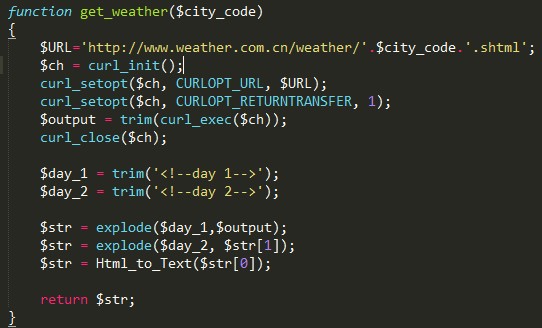 function get_weather($city_code)
{
$URL='http://www.weather.com.cn/weather/'.$city_code.'.shtml';
$ch = curl_init();
curl_setopt($ch, CURLOPT_URL, $URL);
curl_setopt($ch, CURLOPT_RETURNTRANSFER, 1);
$output = trim(curl_exec($ch));
curl_close($ch);
$day_1 = trim('<!--day 1-->');
$day_2 = trim('<!--day 2-->');
$str = explode($day_1,$output);
$str = explode($day_2, $str[1]);
$str = Html_to_Text($str[0]);
return $str;
}